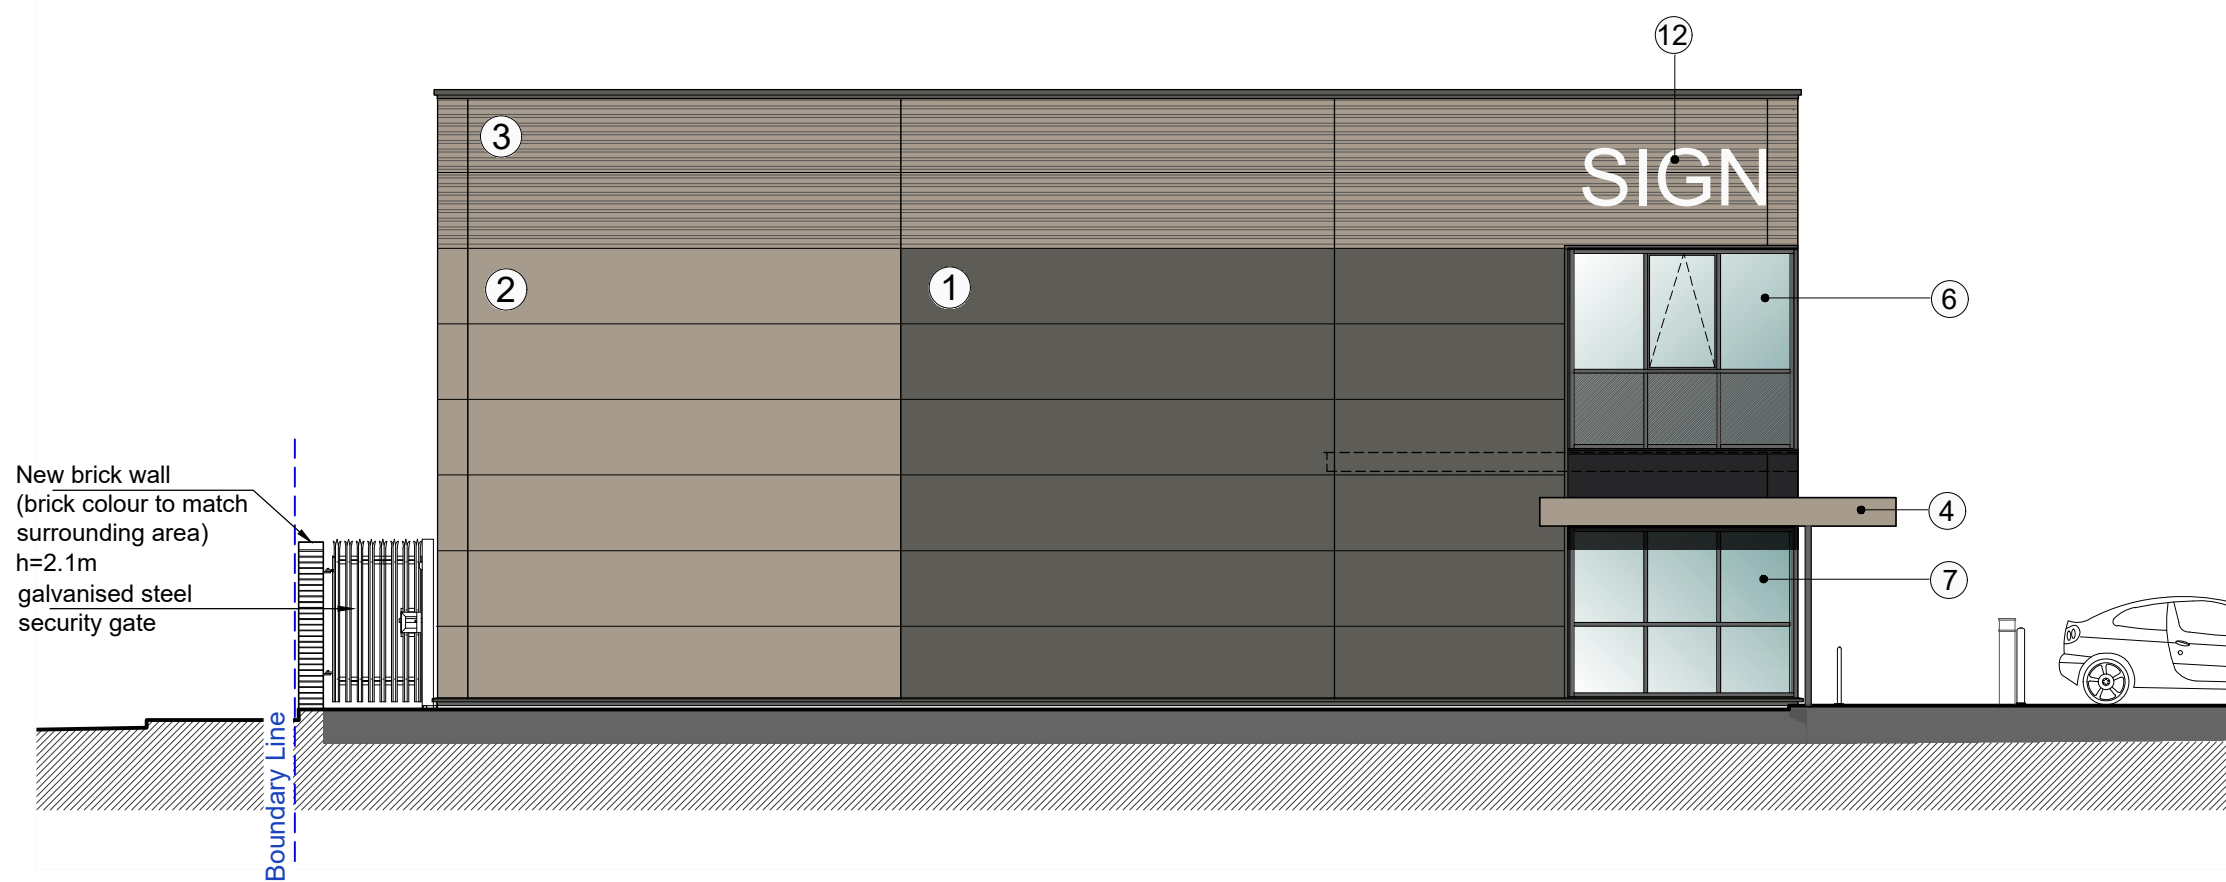 12
3
SIGN
2
1
6
New brick wall
(brick colour to match
surrounding area)
h=2.1m
galvanised steel
security gate
4
7
Boundary Line